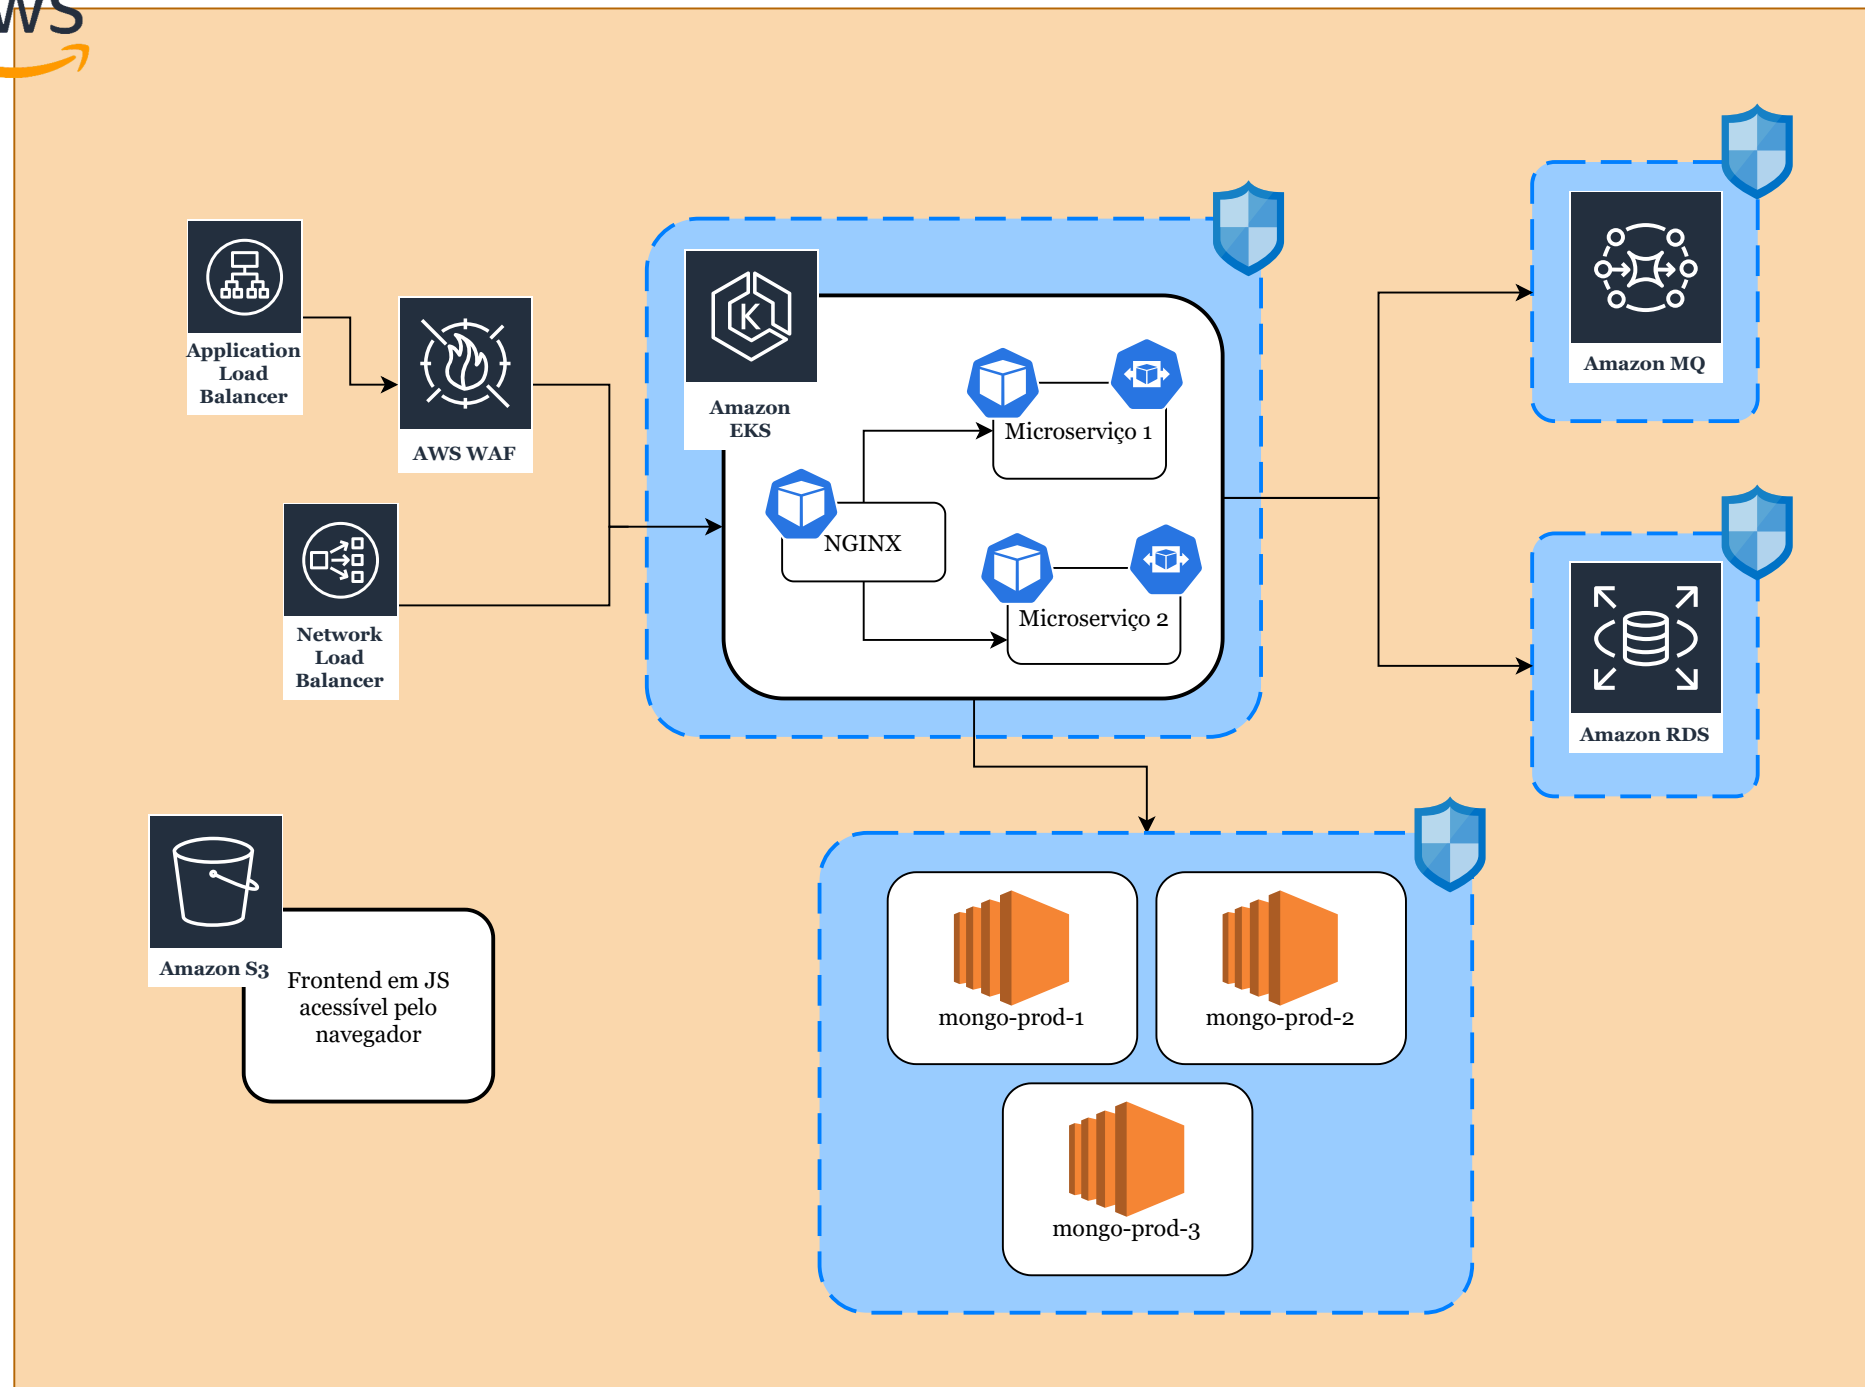 Application
Load
Balancer
AWS WAF
Network
Load
Balancer
Amazon
EKS
NGINX
Microserviço 1
Microserviço 2
Amazon MQ
Amazon RDS
Amazon S3
Frontend em JS
acessível pelo
navegador
mongo-prod-1
mongo-prod-2
mongo-prod-3